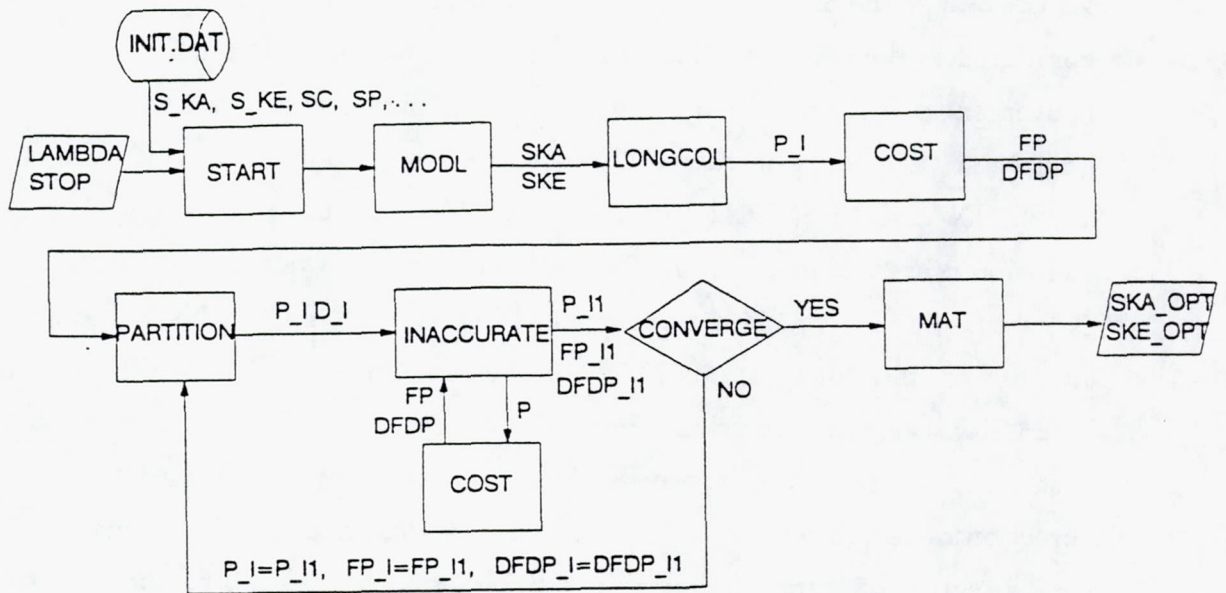 INIT.DAT
S_KA, S_KE, SC, SP, . . .
LAMBDA
STOP
START
MODL
SKA
SKE
LONGCOL
P_I
COST
FP
DFDP
PARTITION
P_I D_I
INACCURATE
P_I1
FP_I1
DFDP_I1
CONVERGE
YES
MAT
SKA_OPT
SKE_OPT
NO
FP
DFDP
P
COST
P_I=P_I1, FP_I=FP_I1, DFDP_I=DFDP_I1